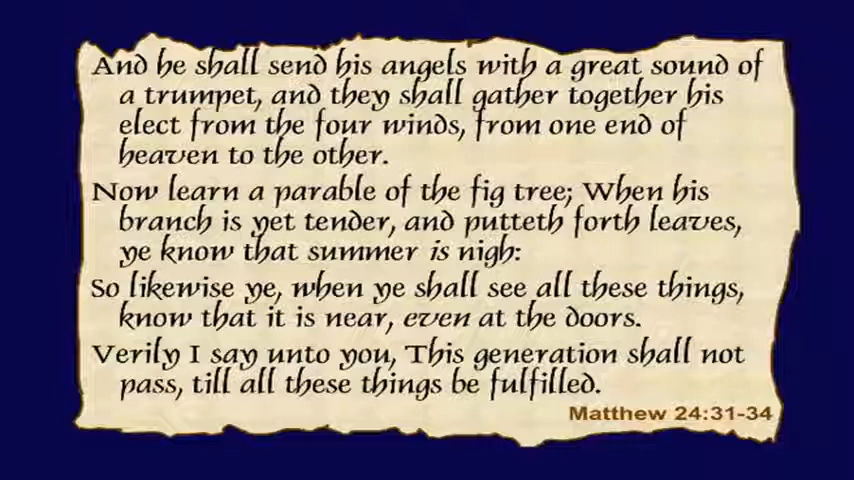 And he shall send his angels with a great sound of
a trumpet, and they shall gather together his
elect from the four winds, from one end of
heaven to the other.
Now learn a parable of the fig tree; When his
branch is yet tender, and putteth forth leaves,
ye know that summer is nigh:
So likewise ye, when ye shall see all these things,
know that it is near, even at the doors.
Verily I say unto you, This generation shall not
pass, till all these things be fulfilled.
Matthew 24:31-34